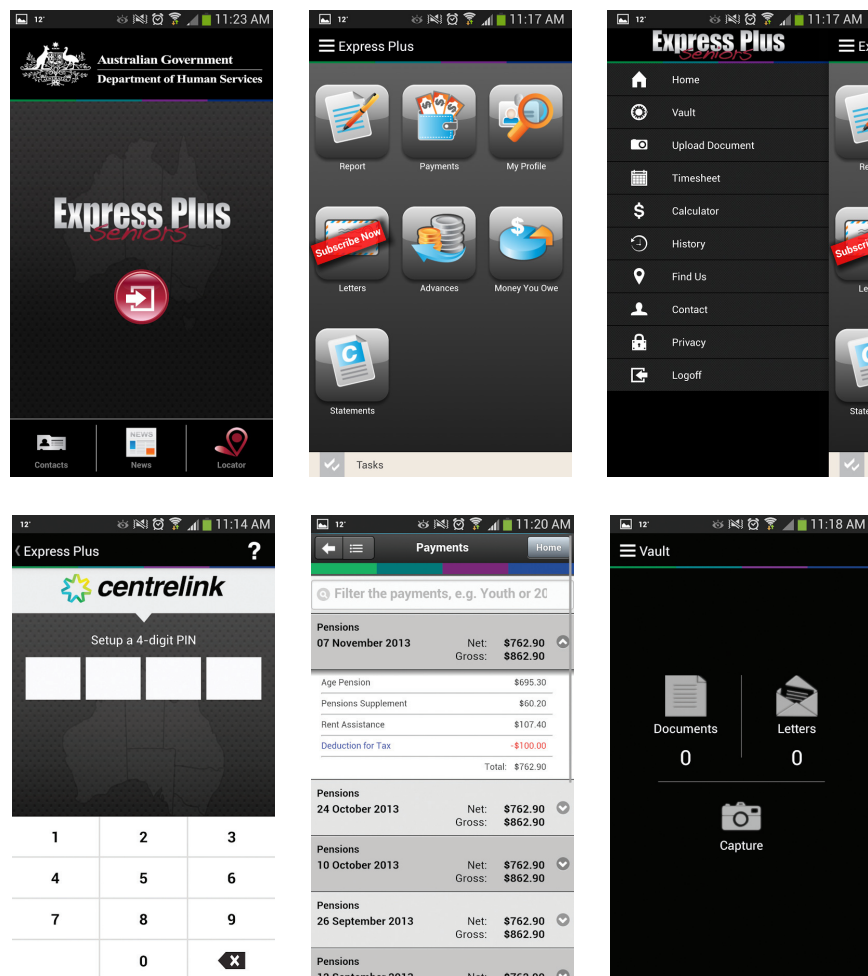 12°
11:23 AM
Australian Government
Department of Human Services
Express Plus
Seniors
Contacts
News
NEWS
Locator
12°
11:17 AM
Express Plus
Report
Payments
My Profile
Subscribe Now
Letters
Advances
Money You Owe
C
Statements
Tasks
12°
11:17 AM
Express Plus
Seniors
Home
Vault
Upload Document
Timesheet
$ Calculator
History
Find Us
Contact
Privacy
Logoff
12°
11:14 AM
Express Plus
?
centrelink
Setup a 4-digit PIN
1 2 3
4 5 6
7 8 9
0
12°
11:20 AM
Payments
Home
Filter the payments, e.g. Youth or 20
Pensions
07 November 2013 Net: $762.90
Gross: $862.90
Age Pension $695.30
Pensions Supplement $60.20
Rent Assistance $107.40
Deduction for Tax -$100.00
Total: $762.90
Pensions
24 October 2013 Net: $762.90
Gross: $862.90
Pensions
10 October 2013 Net: $762.90
Gross: $862.90
Pensions
26 September 2013 Net: $762.90
Gross: $862.90
Pensions
12 September 2013 Net: $762.90
12°
11:18 AM
Vault
Documents
0
Letters
0
Capture